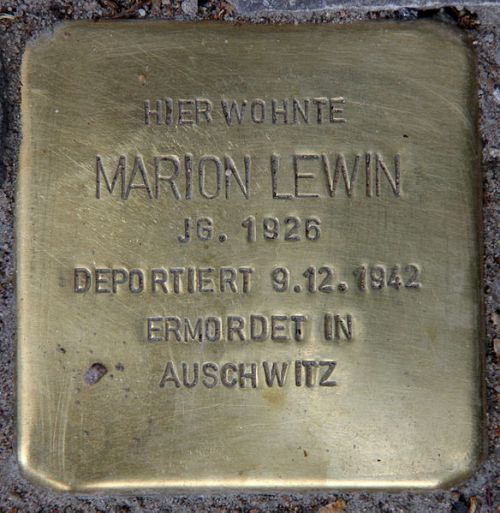 HIER WOHNTE
MARION LEWIN
JG. 1926
DEPORTIERT 9.12.1942
ERMORDET IN
AUSCHWITZ